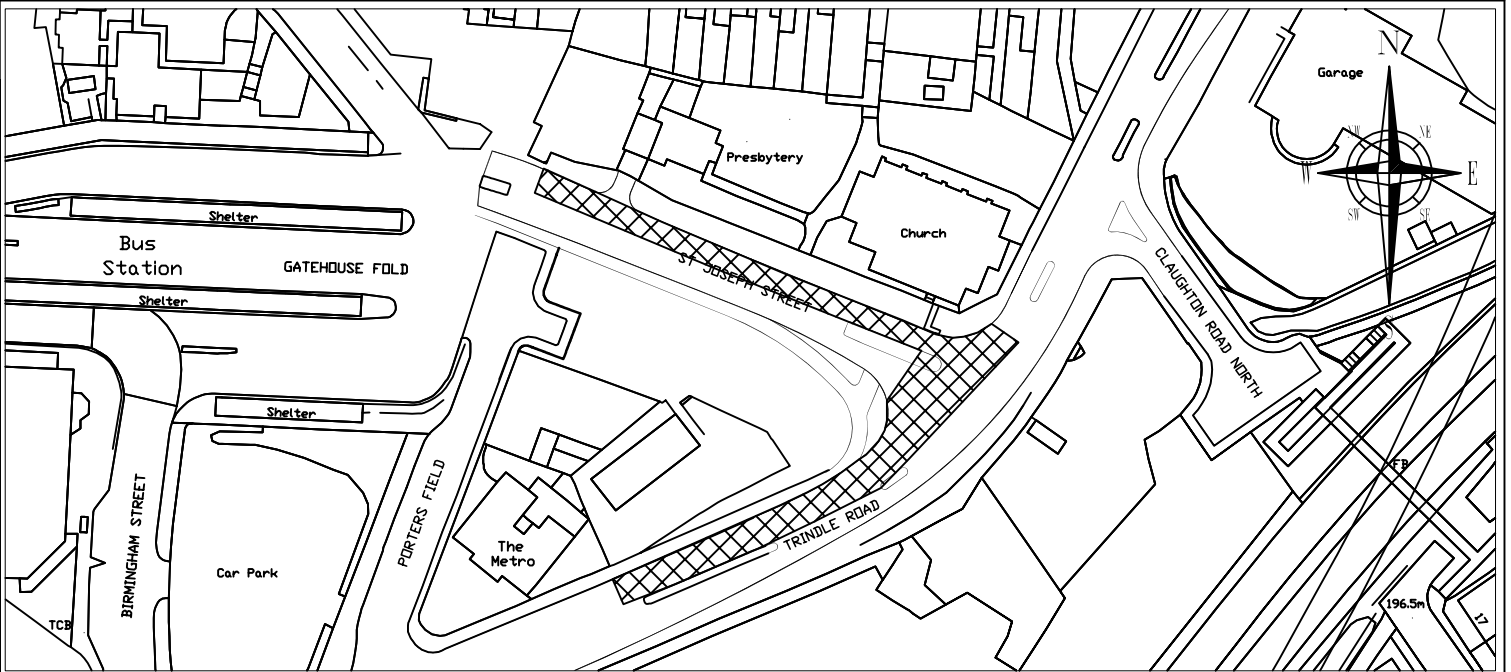 N
Garage
NW
NE
Presbytery
W
E
SW
SE
Shelter
Church
Bus
Station
GATEHOUSE FOLD
ST JOSEPH STREET
CLAUGHTON ROAD NORTH
Shelter
Shelter
FB
PORTERS FIELD
BIRMINGHAM STREET
TRINDLE ROAD
The
Metro
Car Park
196.5m
17
TCB